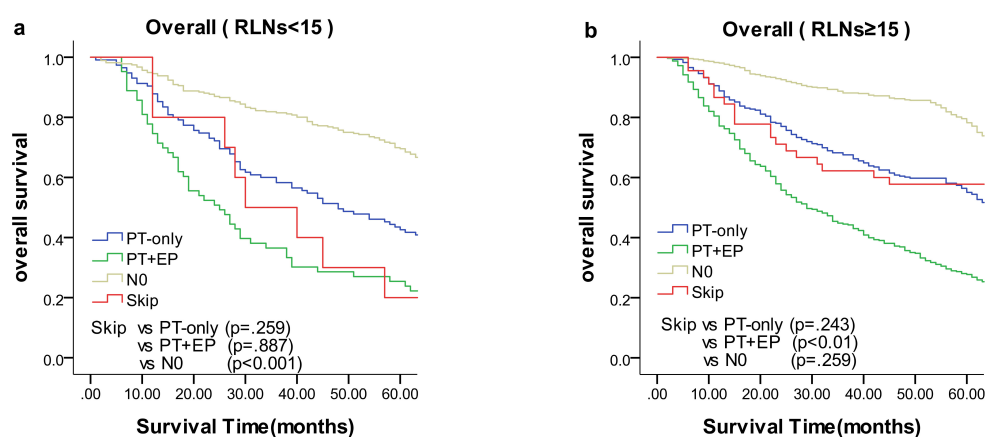 a
Overall ( RLNs<15 )
overall survival
1.0
0.8
0.6
0.4
0.2
0.0
PT-only
PT+EP
N0
Skip
Skip vs PT-only (p=.259)
vs PT+EP (p=.887)
vs N0 (p<0.001)
.00 10.00 20.00 30.00 40.00 50.00 60.00
Survival Time(months)
b
Overall ( RLNs≥15 )
overall survival
1.0
0.8
0.6
0.4
0.2
0.0
PT-only
PT+EP
N0
Skip
Skip vs PT-only (p=.243)
vs PT+EP (p<0.01)
vs N0 (p=.259)
.00 10.00 20.00 30.00 40.00 50.00 60.00
Survival Time(months)